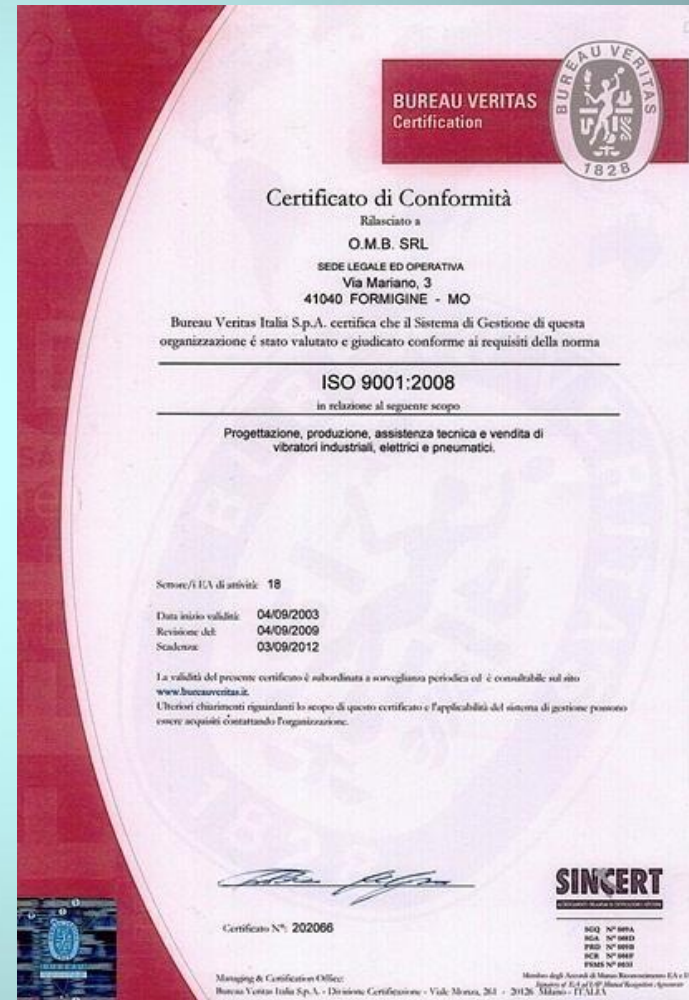 BUREAU VERITAS
Certification
BUREAU VERITAS
1828
Certificato di Conformità
Rilasciato a
O.M.B. SRL
SEDE LEGALE ED OPERATIVA
Via Mariano, 3
41040 FORMIGINE - MO
Bureau Veritas Italia S.p.A. certifica che il Sistema di Gestione di questa
organizzazione é stato valutato e giudicato conforme ai requisiti della norma
ISO 9001:2008
in relazione al seguente scopo
Progettazione, produzione, assistenza tecnica e vendita di
vibratori industriali, elettrici e pneumatici.
Settore/i EA di attività: 18
Data inizio validità: 04/09/2003
Revisione del: 04/09/2009
Scadenza: 03/09/2012
La validità del presente certificato è subordinata a sorveglianza periodica ed è consultabile sul sito
www.bureauveritas.it.
Ulteriori chiarimenti riguardanti lo scopo di questo certificato e l'applicabilità del sistema di gestione possono
essere acquisiti contattando l'organizzazione.
SINCERT
Certificato N°: 202066
SGQ N°
SGA N°
PRD N°
SCR N°
Managing & Certification Office:
Bureau Veritas Italia S.p.A. - Divisione Certificazione - Viale Monza, 261 - 20126 Milano - ITALIA